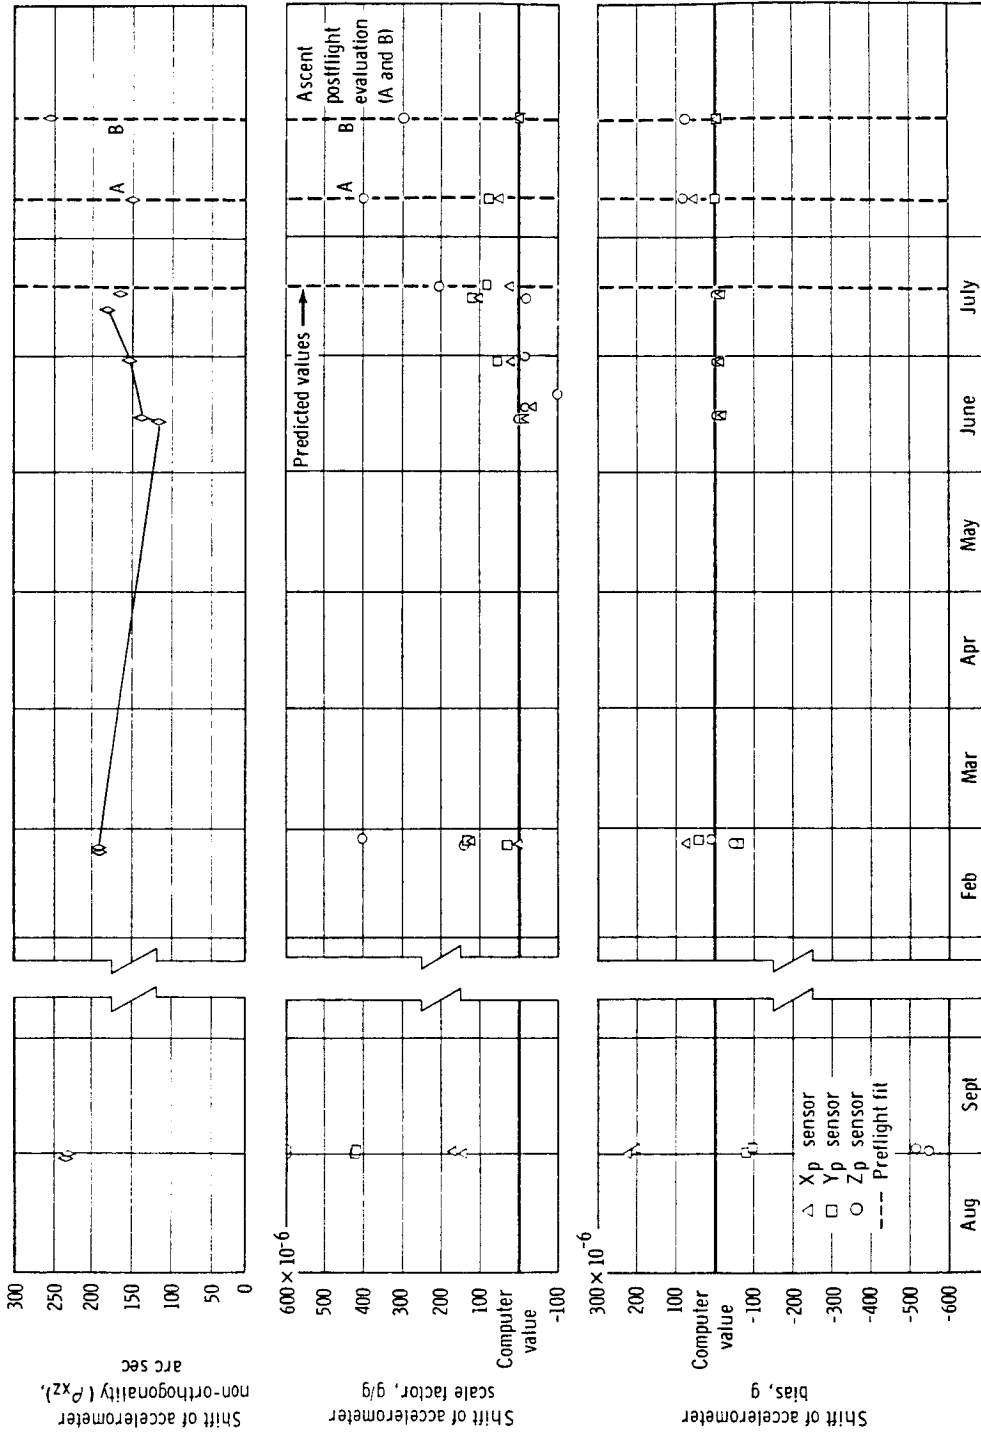 Shift of accelerometer
non-orthogonality (ρxz),
arc sec
300
250
200
150
100
50
0
A
B
Shift of accelerometer
scale factor, g/g
600 × 10-6
500
400
300
200
100
Computer
value
-100
Predicted values
A
B
Ascent
postflight
evaluation
(A and B)
Shift of accelerometer
bias, g
300 × 10-6
200
100
Computer
value
-100
-200
-300
-400
-500
-600
Xp sensor
Yp sensor
Zp sensor
Preflight fit
Aug
Sept
Feb
Mar
Apr
May
June
July